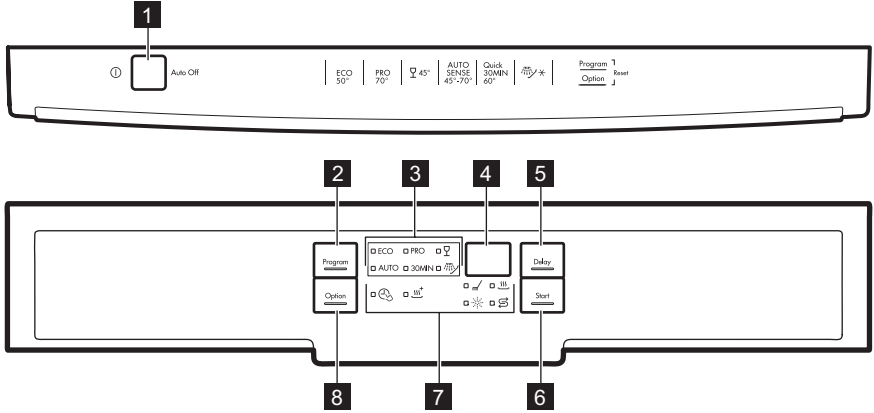 1
Auto Off
ECO 50°
PRO 70°
45°
AUTO SENSE 45°-70°
Quick 30MIN 60°
Program
Option
Reset
2
3
4
5
Program
ECO
PRO
Delay
AUTO
30MIN
Option
Start
8
7
6